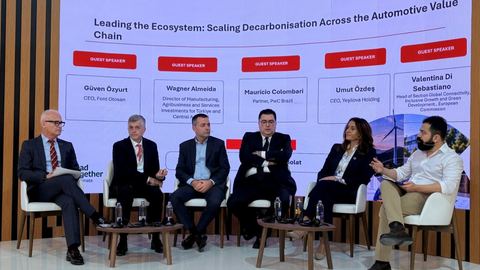 Leading the Ecosystem: Scaling Decarbonisation Across the Automotive Value
Chain
GUEST SPEAKER
GUEST SPEAKER
GUEST SPEAKER
GUEST SPEAKER
GUEST SPEAKER
Güven Özyurt
CEO, Ford Otosan
Wagner Almeida
Director of Manufacturing,
Agribusiness and Services
Investments for Türkiye and
Central
Mauricio Colombari
Partner, PwC Brazil
Umut Özdeş
CEO, Yeşilova Holding
Valentina Di
Sebastiano
Head of Section Global Connectivity,
Inclusive Growth and Green
Development, European
Commission
olat
ad
gether